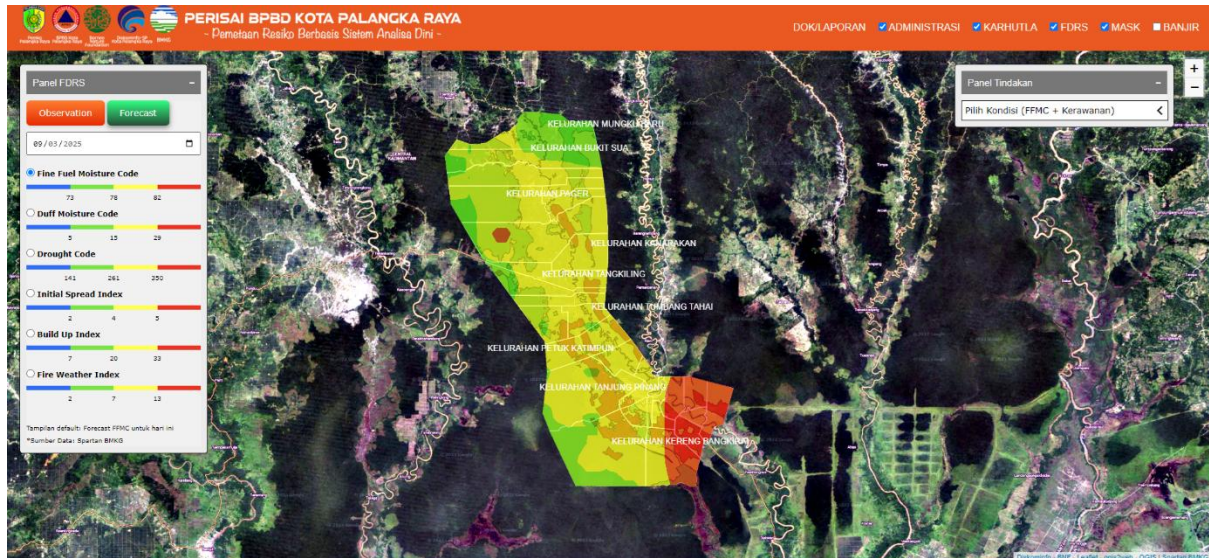 PERISAI BPBD KOTA PALANGKA RAYA
- Pemetaan Resiko Berbasis Sistem Analisa Dini -
BMKG
DOK/LAPORAN ADMINISTRASI KARHUTLA FDRS MASK BANJIR
Panel FDRS −
Observation Forecast
09/03/2025
Fine Fuel Moisture Code
73 78 82
Duff Moisture Code
5 15 29
Drought Code
141 261 350
Initial Spread Index
2 4 5
Build Up Index
7 20 33
Fire Weather Index
2 7 13
Tampilan default: Forecast FFMC untuk hari ini
*Sumber Data: Spartan BMKG
Panel Tindakan −
Pilih Kondisi (FFMC + Kerawanan)
+
−
KELURAHAN MUNGKU BARU
KELURAHAN BUKIT SUA
KELURAHAN PAGER
KELURAHAN KANARAKAN
KELURAHAN TANGKILING
KELURAHAN TUMBANG TAHAI
KELURAHAN PETUK KATIMPUN
KELURAHAN TANJUNG PINANG
KELURAHAN KERENG BANGKIRAI